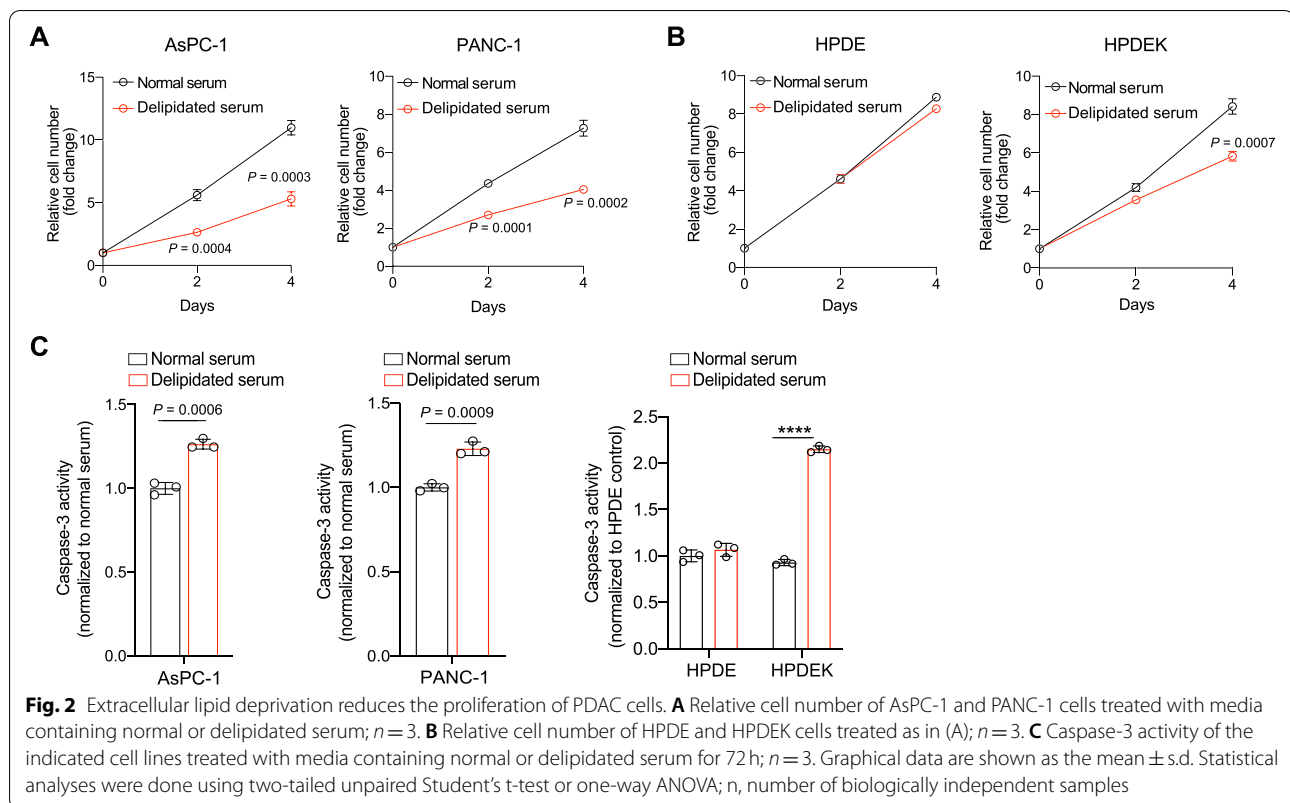 A
AsPC-1
Normal serum
Delipidated serum
Relative cell number
(fold change)
15
10
5
0
P = 0.0003
P = 0.0004
0 2 4
Days
PANC-1
Normal serum
Delipidated serum
Relative cell number
(fold change)
10
8
6
4
2
0
P = 0.0001
P = 0.0002
0 2 4
Days
B
HPDE
Normal serum
Delipidated serum
Relative cell number
(fold change)
10
8
6
4
2
0
0 2 4
Days
HPDEK
Normal serum
Delipidated serum
Relative cell number
(fold change)
10
8
6
4
2
0
P = 0.0007
0 2 4
Days
C
Normal serum
Delipidated serum
Caspase-3 activity
(normalized to normal serum)
1.5
1.0
0.5
0.0
P = 0.0006
AsPC-1
Normal serum
Delipidated serum
Caspase-3 activity
(normalized to normal serum)
1.5
1.0
0.5
0.0
P = 0.0009
PANC-1
Normal serum
Delipidated serum
Caspase-3 activity
(normalized to HPDE control)
2.5
2.0
1.5
1.0
0.5
0.0
****
HPDE HPDEK
Fig. 2 Extracellular lipid deprivation reduces the proliferation of PDAC cells. A Relative cell number of AsPC-1 and PANC-1 cells treated with media
containing normal or delipidated serum; n = 3. B Relative cell number of HPDE and HPDEK cells treated as in (A); n = 3. C Caspase-3 activity of the
indicated cell lines treated with media containing normal or delipidated serum for 72 h; n = 3. Graphical data are shown as the mean ± s.d. Statistical
analyses were done using two-tailed unpaired Student's t-test or one-way ANOVA; n, number of biologically independent samples